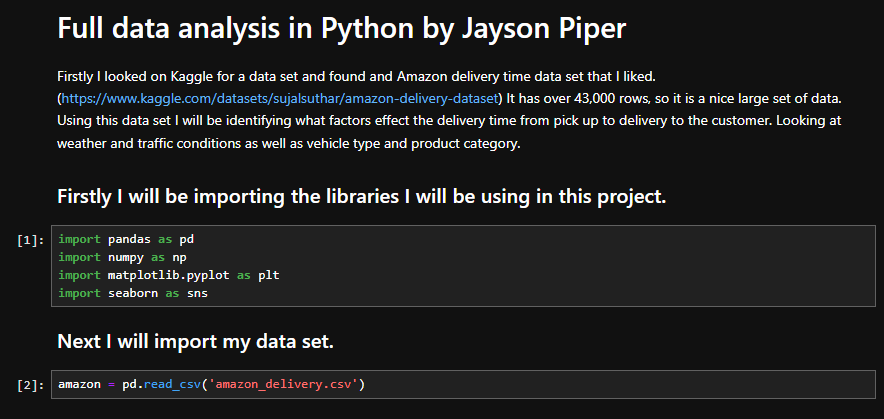 Full data analysis in Python by Jayson Piper
Firstly I looked on Kaggle for a data set and found and Amazon delivery time data set that I liked.
(https://www.kaggle.com/datasets/sujalsuthar/amazon-delivery-dataset) It has over 43,000 rows, so it is a nice large set of data.
Using this data set I will be identifying what factors effect the delivery time from pick up to delivery to the customer. Looking at
weather and traffic conditions as well as vehicle type and product category.
Firstly I will be importing the libraries I will be using in this project.
[1]: import pandas as pd
import numpy as np
import matplotlib.pyplot as plt
import seaborn as sns
Next I will import my data set.
[2]: amazon = pd.read_csv('amazon_delivery.csv')